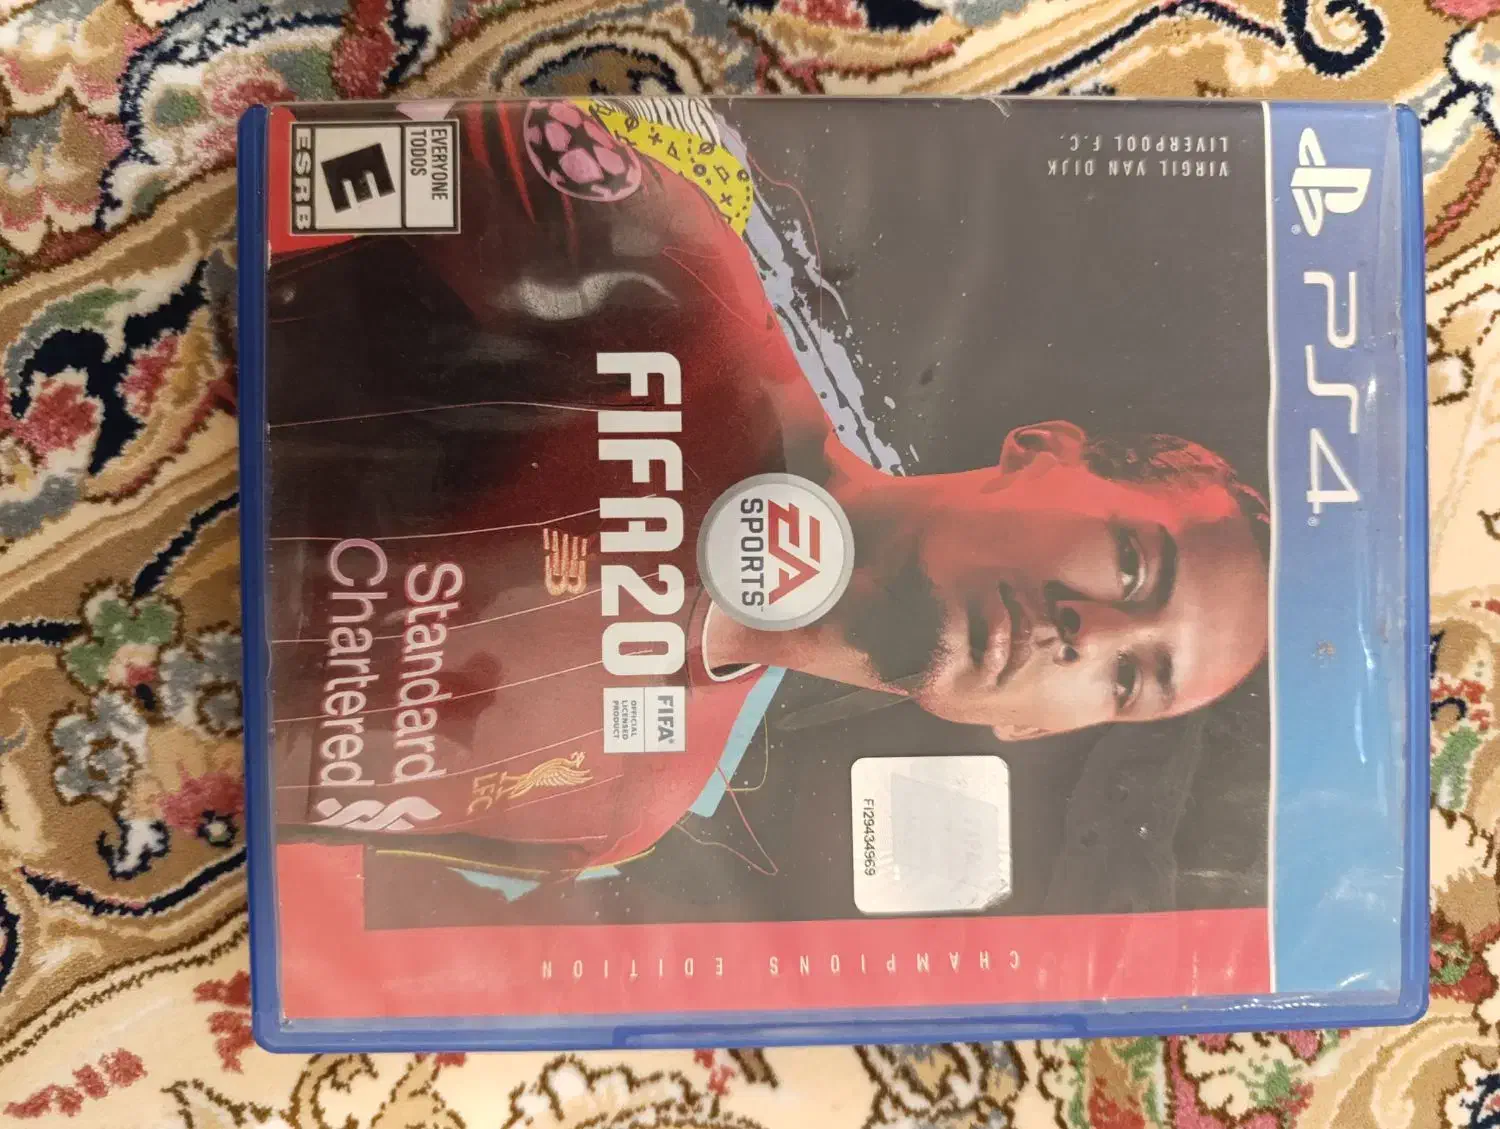 PS4
VIRGIL VAN DIJK
LIVERPOOL F.C.
CHAMPIONS EDITION
FI29434969
EA
SPORTS™
FIFA 20
FIFA®
OFFICIAL
LICENSED
PRODUCT
LFC
Standard
Chartered
EVERYONE
TODOS
E
ESRB